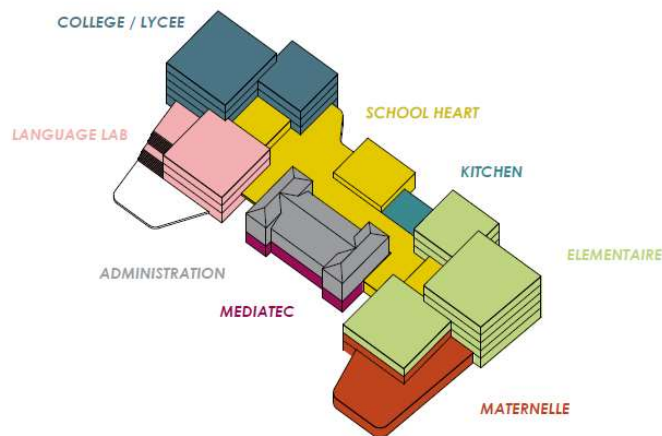 COLLEGE / LYCEE
SCHOOL HEART
LANGUAGE LAB
KITCHEN
ELEMENTAIRE
ADMINISTRATION
MEDIATEC
MATERNELLE